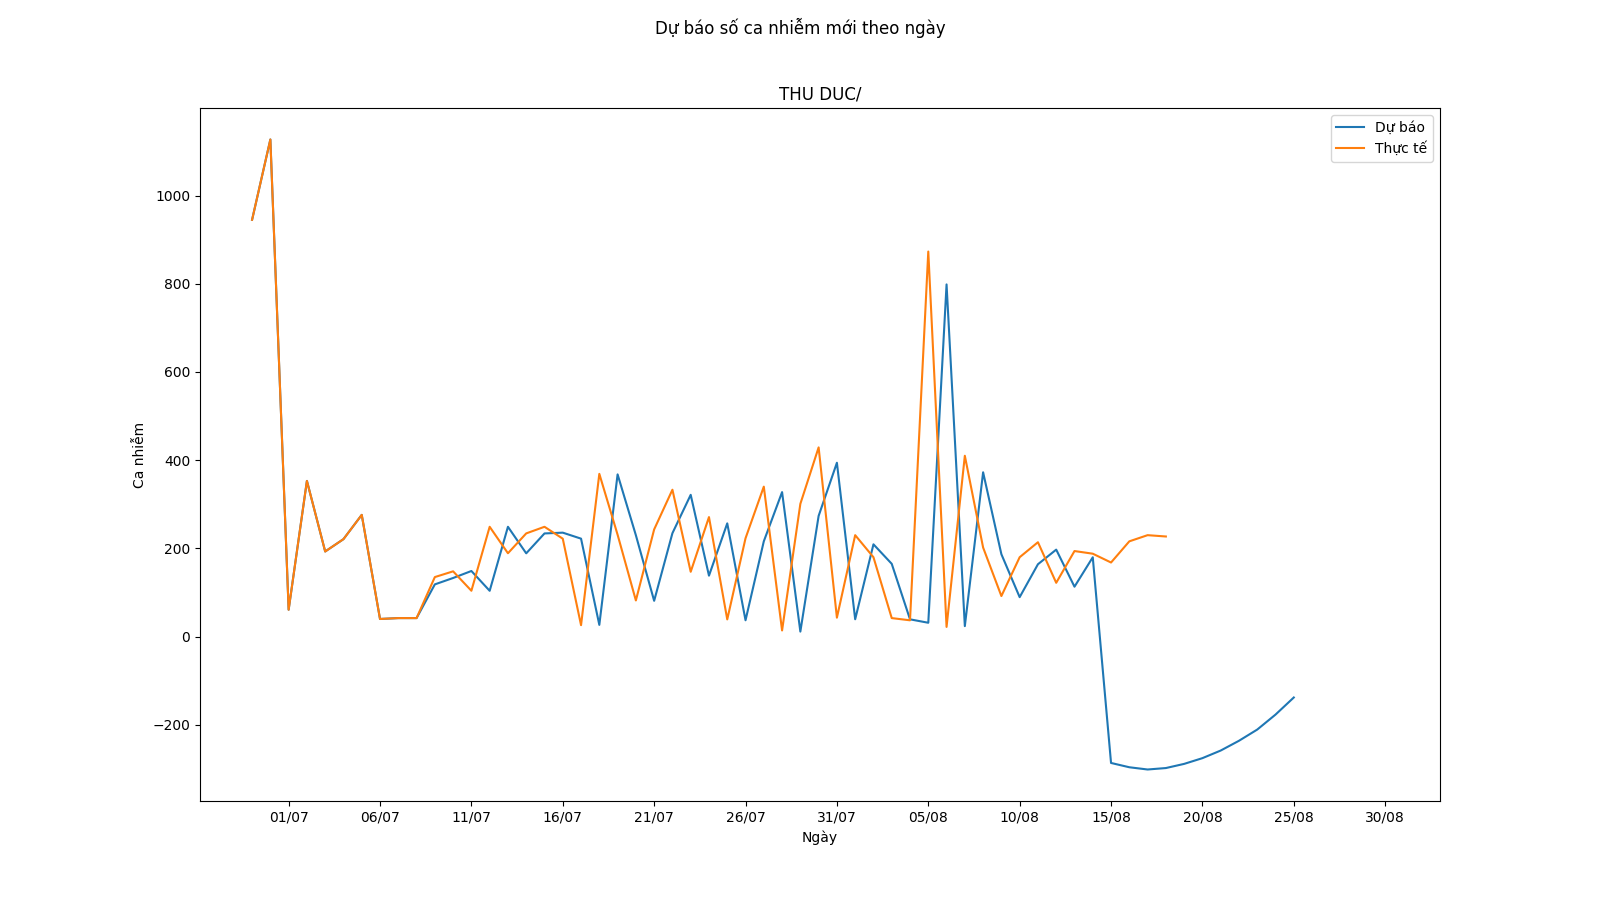 Dự báo số ca nhiễm mới theo ngày
THU DUC/
Dự báo
Thực tế
1000
800
600
400
200
0
−200
Ca nhiễm
01/07 06/07 11/07 16/07 21/07 26/07 31/07 05/08 10/08 15/08 20/08 25/08 30/08
Ngày